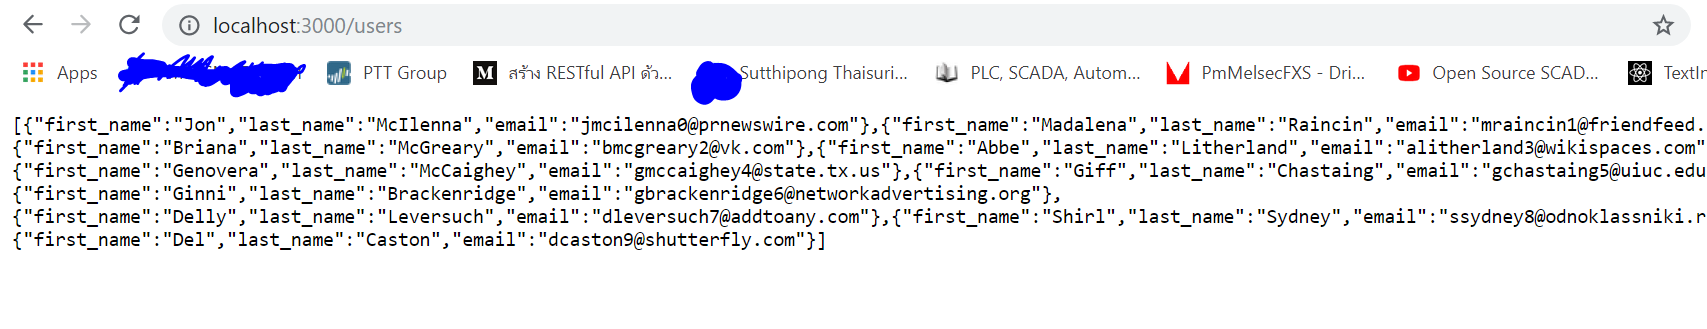 localhost:3000/users
Apps PTT Group M สร้าง RESTful API ด้ว... Sutthipong Thaisuri... PLC, SCADA, Autom... PmMelsecFXS - Dri... Open Source SCAD... TextIn
[{"first_name":"Jon","last_name":"McIlenna","email":"jmcilenna0@prnewswire.com"},{"first_name":"Madalena","last_name":"Raincin","email":"mraincin1@friendfeed.
{"first_name":"Briana","last_name":"McGreary","email":"bmcgreary2@vk.com"},{"first_name":"Abbe","last_name":"Litherland","email":"alitherland3@wikispaces.com"
{"first_name":"Genovera","last_name":"McCaighey","email":"gmccaighey4@state.tx.us"},{"first_name":"Giff","last_name":"Chastaing","email":"gchastaing5@uiuc.edu
{"first_name":"Ginni","last_name":"Brackenridge","email":"gbrackenridge6@networkadvertising.org"},
{"first_name":"Delly","last_name":"Leversuch","email":"dleversuch7@addtoany.com"},{"first_name":"Shirl","last_name":"Sydney","email":"ssydney8@odnoklassniki.r
{"first_name":"Del","last_name":"Caston","email":"dcaston9@shutterfly.com"}]